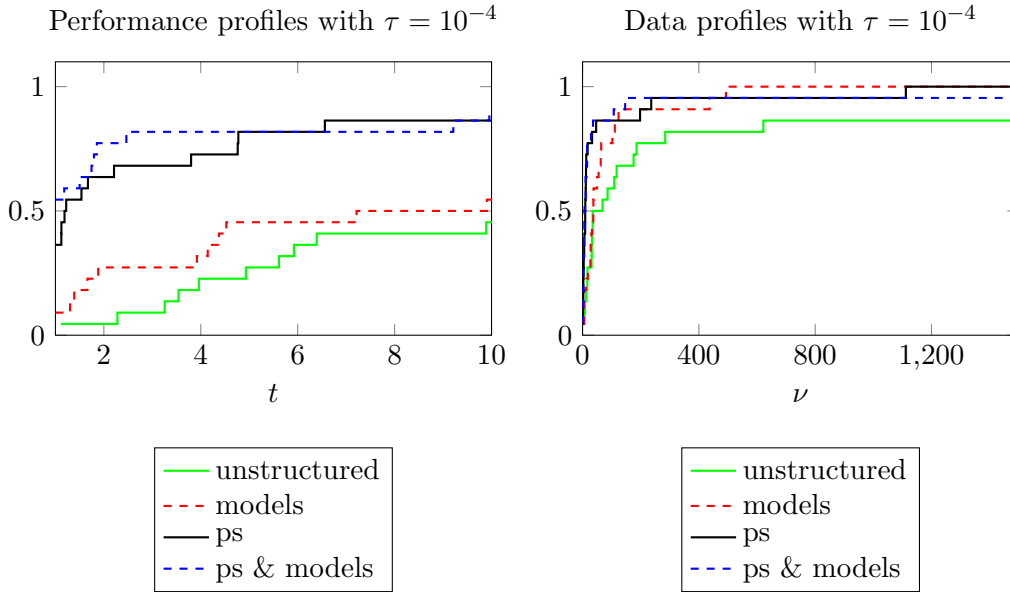 Performance profiles with τ = 10⁻⁴
1
0.5
0
2 4 6 8 10
t
unstructured
models
ps
ps & models
Data profiles with τ = 10⁻⁴
1
0.5
0
0 400 800 1,200
ν
unstructured
models
ps
ps & models